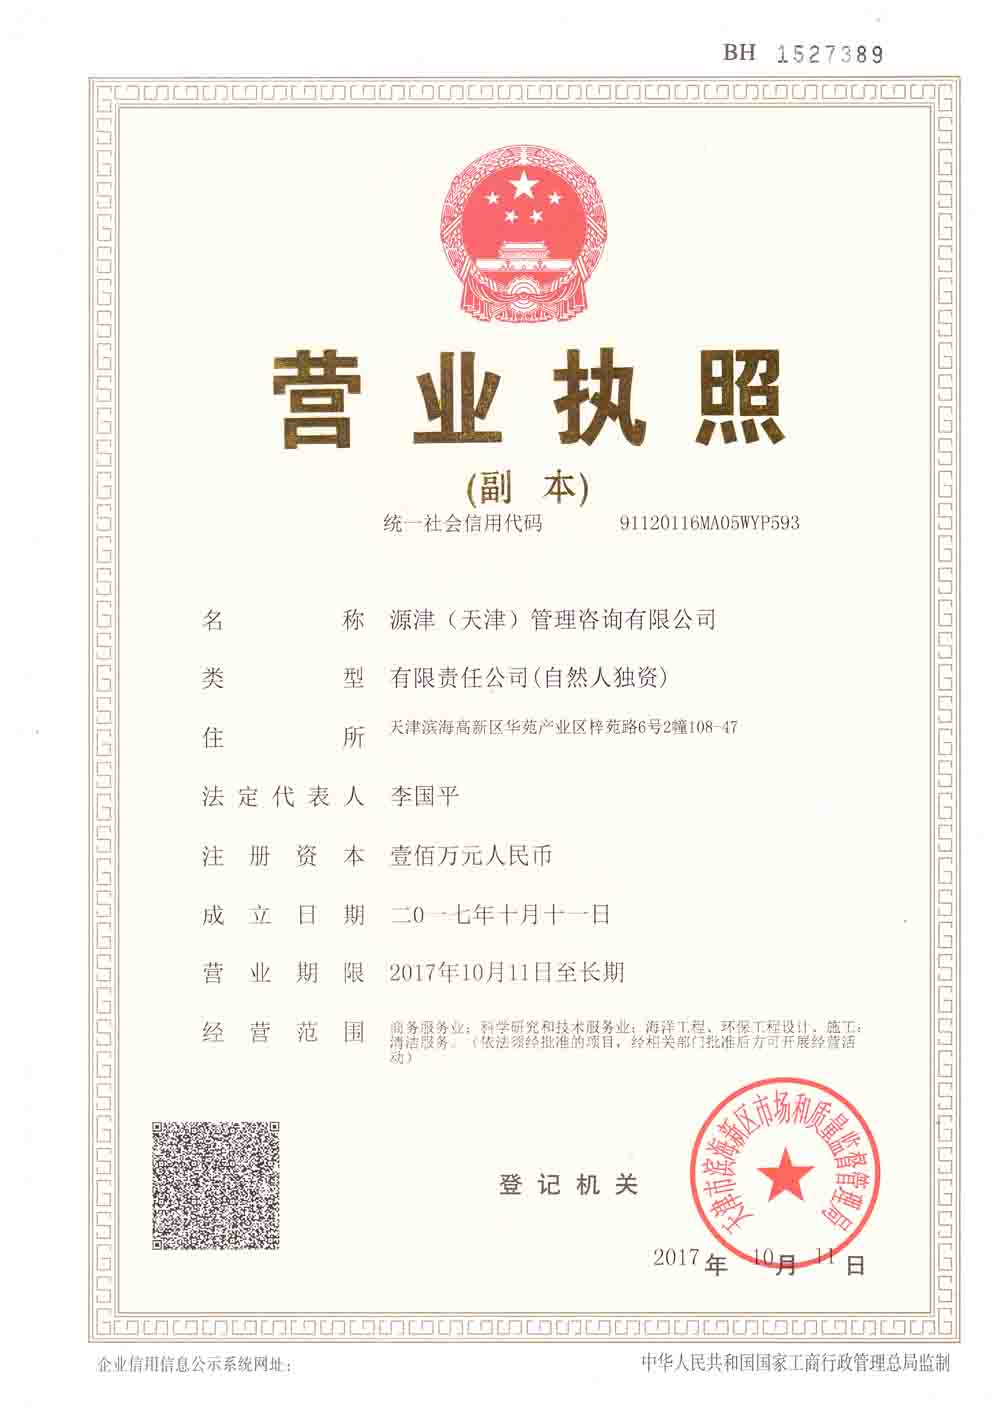 BH 1527389
营业执照
(副 本)
统一社会信用代码 91120116MA05WYP593
名 称 源津（天津）管理咨询有限公司
类 型 有限责任公司(自然人独资)
住 所 天津滨海高新区华苑产业区梓苑路6号2幢108-47
法定代表人 李国平
注册资本 壹佰万元人民币
成立日期 二0一七年十月十一日
营业期限 2017年10月11日至长期
经营范围 商务服务业；科学研究和技术服务业；海洋工程、环保工程设计、施工；
清洁服务。（依法须经批准的项目，经相关部门批准后方可开展经营活
动）
天津市滨海新区市场和质量监督管理局
登记机关
2017年10月11日
企业信用信息公示系统网址：
中华人民共和国国家工商行政管理总局监制